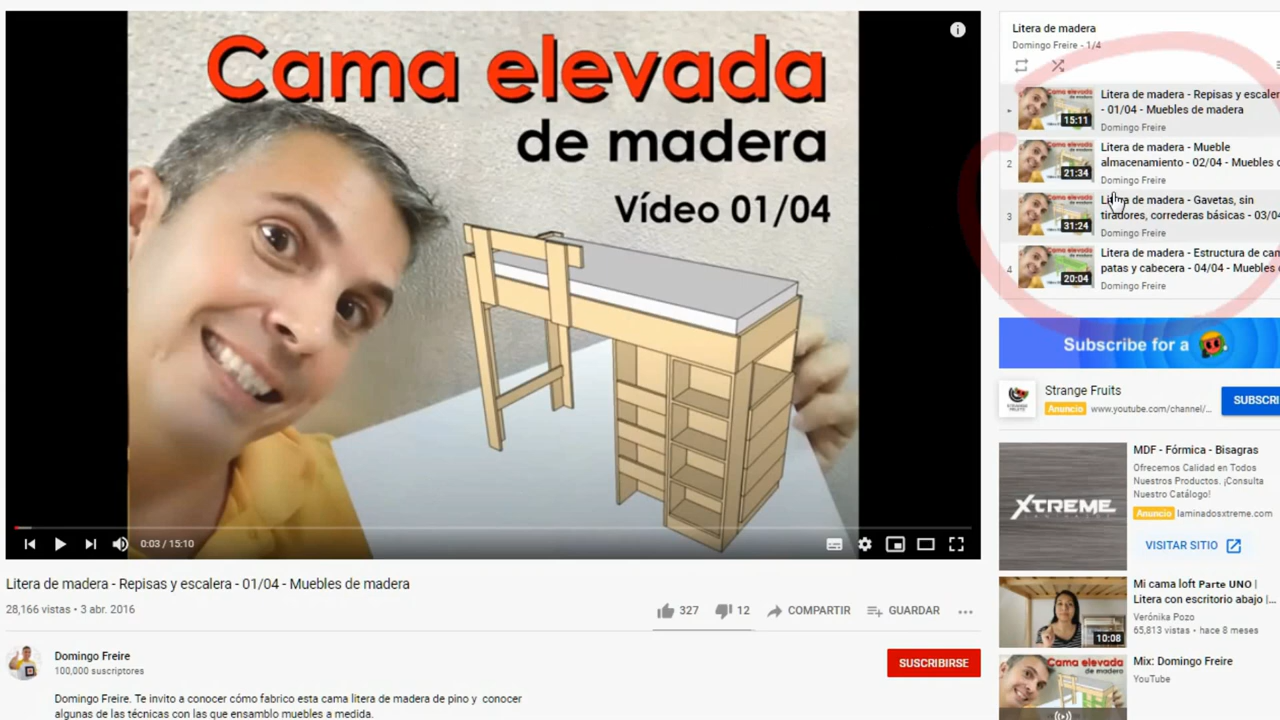 Cama elevada
de madera
Vídeo 01/04
0:03 / 15:10
Litera de madera - Repisas y escalera - 01/04 - Muebles de madera
28,166 vistas • 3 abr. 2016
327
12
COMPARTIR
GUARDAR
Domingo Freire
100,000 suscriptores
SUSCRIBIRSE
Domingo Freire. Te invito a conocer cómo fabrico esta cama litera de madera de pino y conocer
algunas de las técnicas con las que ensamblo muebles a medida.
Litera de madera
Domingo Freire - 1/4
15:11
Litera de madera - Repisas y escaler
- 01/04 - Muebles de madera
Domingo Freire
2
21:34
Litera de madera - Mueble
almacenamiento - 02/04 - Muebles
Domingo Freire
3
31:24
de madera - Gavetas, sin
tiradores, correderas básicas - 03/0
Domingo Freire
4
20:04
Litera de madera - Estructura de
patas y cabecera - 04/04 - Muebles
Domingo Freire
Subscribe for a
Strange Fruits
Anuncio www.youtube.com/channel/...
SUBSCRI
XTREME
MDF - Fórmica - Bisagras
Ofrecemos Calidad en Todos
Nuestros Productos. ¡Consulta
Nuestro Catálogo!
Anuncio laminadosxtreme.com
VISITAR SITIO
10:08
Mi cama loft Parte UNO |
Litera con escritorio abajo |...
Verónika Pozo
65,813 vistas • hace 8 meses
Cama elevada
de madera
Mix: Domingo Freire
YouTube